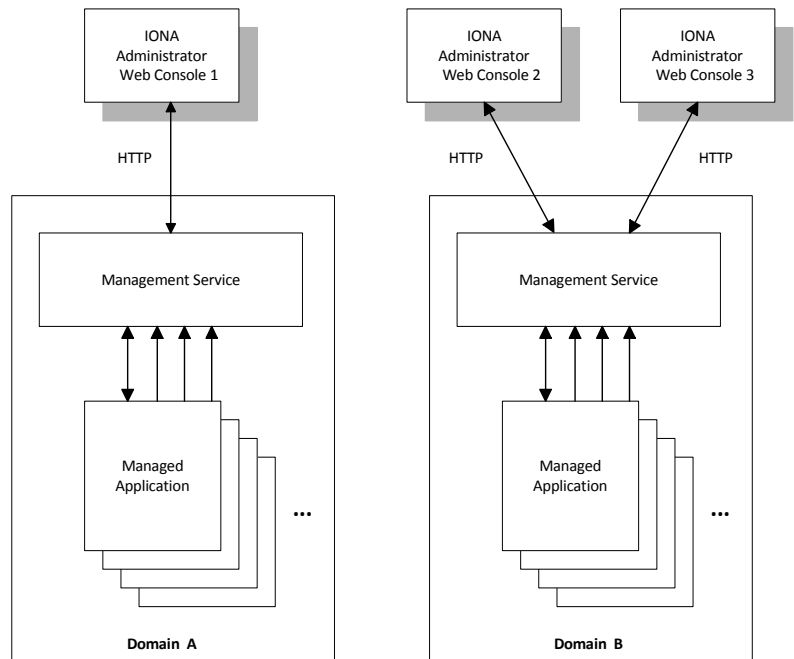 IONA
Administrator
Web Console 1
IONA
Administrator
Web Console 2
IONA
Administrator
Web Console 3
HTTP
HTTP
HTTP
Management Service
Management Service
Managed
Application
...
Managed
Application
...
Domain A
Domain B